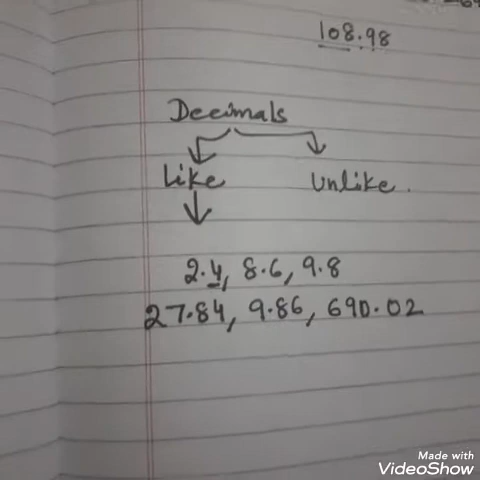 108.98
Decimals
Like Unlike.
2.4, 8.6, 9.8
27.84, 9.86, 690.02
Made with
VideoShow